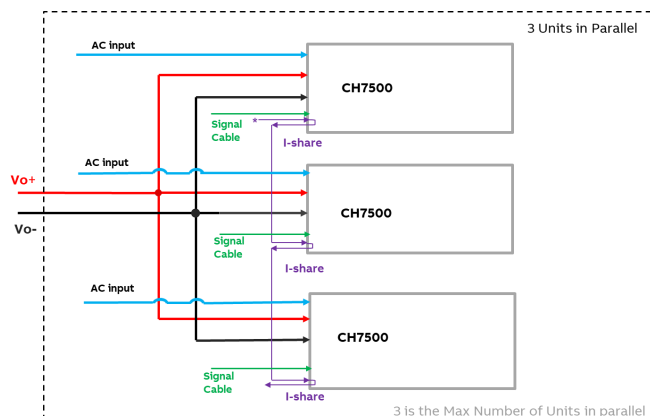 3 Units in Parallel
AC input
CH7500
Signal
Cable
*
I-share
AC input
Vo+
CH7500
Vo-
Signal
Cable
I-share
AC input
CH7500
Signal
Cable
I-share
3 is the Max Number of Units in parallel